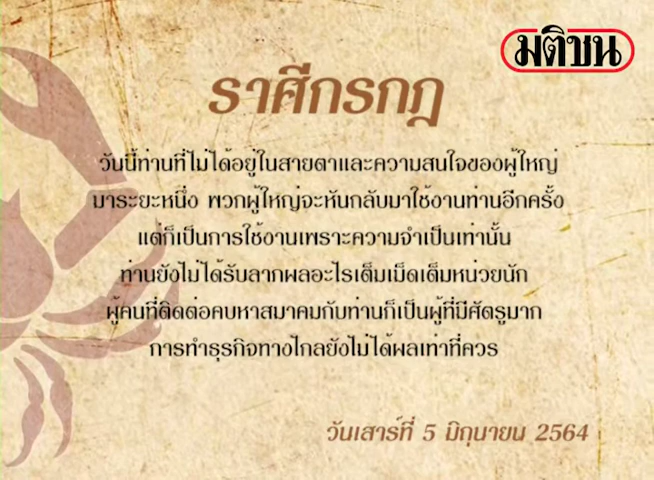 มติชน
ราศีกรกฎ
วันนี้ท่านที่ไม่ได้อยู่ในสายตาและความสนใจของผู้ใหญ่
มาระยะหนึ่ง พวกผู้ใหญ่จะหันกลับมาใช้งานท่านอีกครั้ง
แต่ก็เป็นการใช้งานเพราะความจำเป็นเท่านั้น
ท่านยังไม่ได้รับลาภผลอะไรเต็มเม็ดเต็มหน่วยนัก
ผู้คนที่ติดต่อคบหาสมาคมกับท่านก็เป็นผู้ที่มีศัตรูมาก
การทำธุรกิจทางไกลยังไม่ได้ผลเท่าที่ควร
วันเสาร์ที่ 5 มิถุนายน 2564